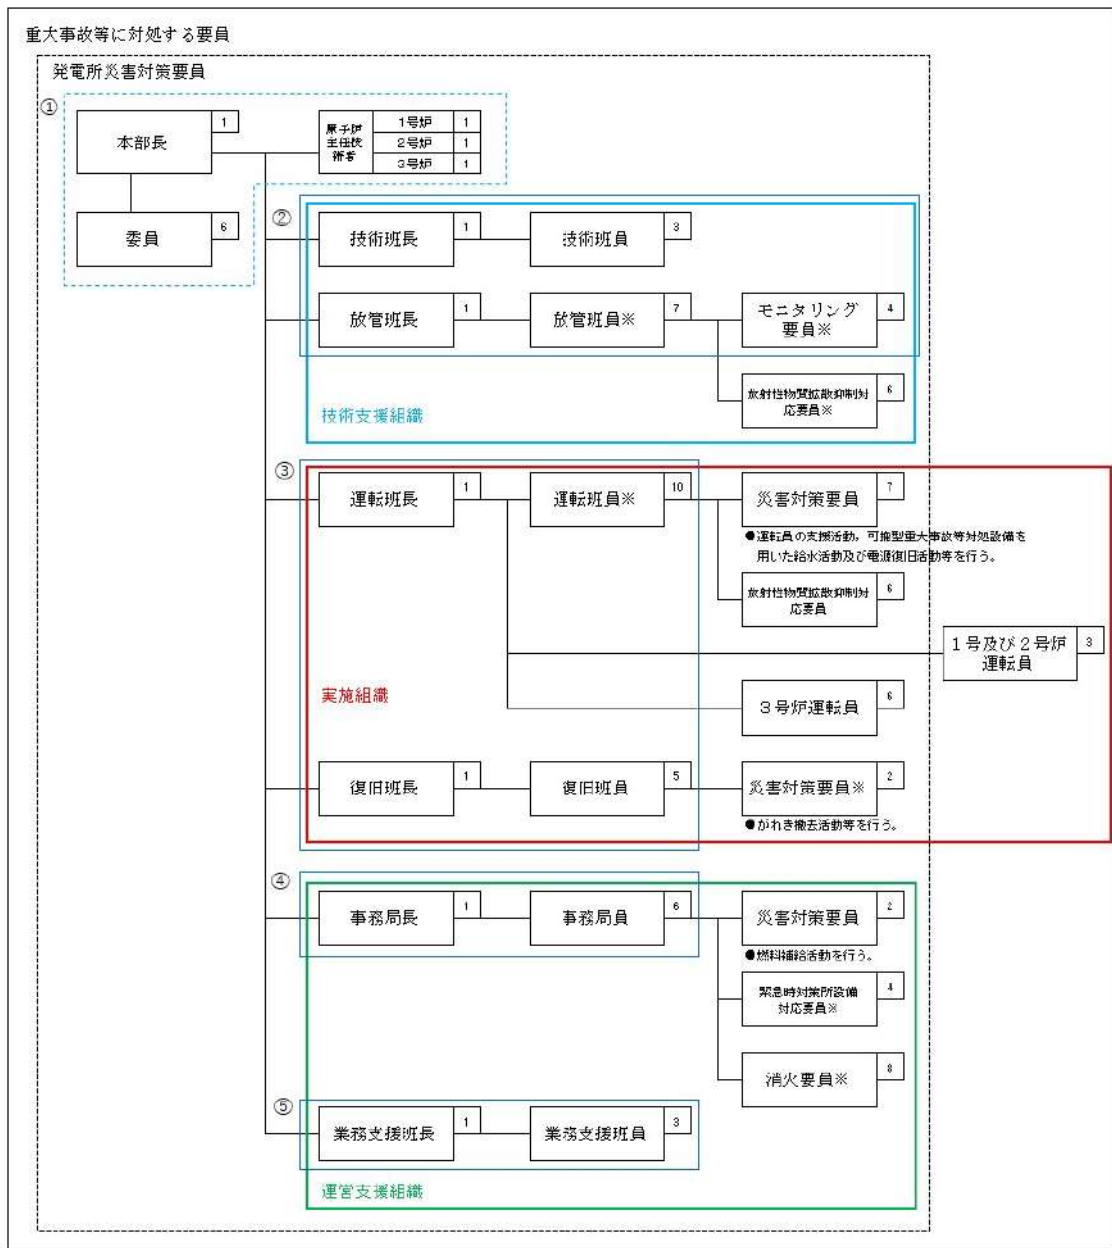 重大事故等に対処する要員
発電所災害対策要員
①
本部長
1
原子炉
主任技
術者
1号炉
1
2号炉
1
3号炉
1
委員
6
②
技術班長
1
技術班員
3
放管班長
1
放管班員※
7
モニタリング
要員※
4
放射性物質拡散抑制対
応要員※
6
技術支援組織
③
運転班長
1
運転班員※
10
災害対策要員
7
●運転員の支援活動，可搬型重大事故等対処設備を
用いた給水活動及び電源復旧活動等を行う。
放射性物質拡散抑制対
応要員
6
1号及び2号炉
運転員
3
実施組織
3号炉運転員
6
復旧班長
1
復旧班員
5
災害対策要員※
2
●がれき撤去活動等を行う。
④
事務局長
1
事務局員
6
災害対策要員
2
●燃料補給活動を行う。
緊急時対策所設備
対応要員※
4
消火要員※
8
⑤
業務支援班長
1
業務支援班員
3
運営支援組織